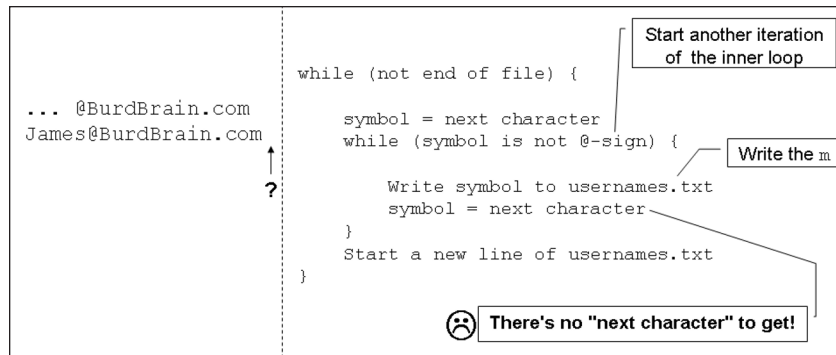 ... @BurdBrain.com
James@BurdBrain.com
?
Start another iteration
of the inner loop
while (not end of file) {
symbol = next character
while (symbol is not @-sign) {
Write the m
Write symbol to usernames.txt
symbol = next character
}
Start a new line of usernames.txt
}
There's no "next character" to get!